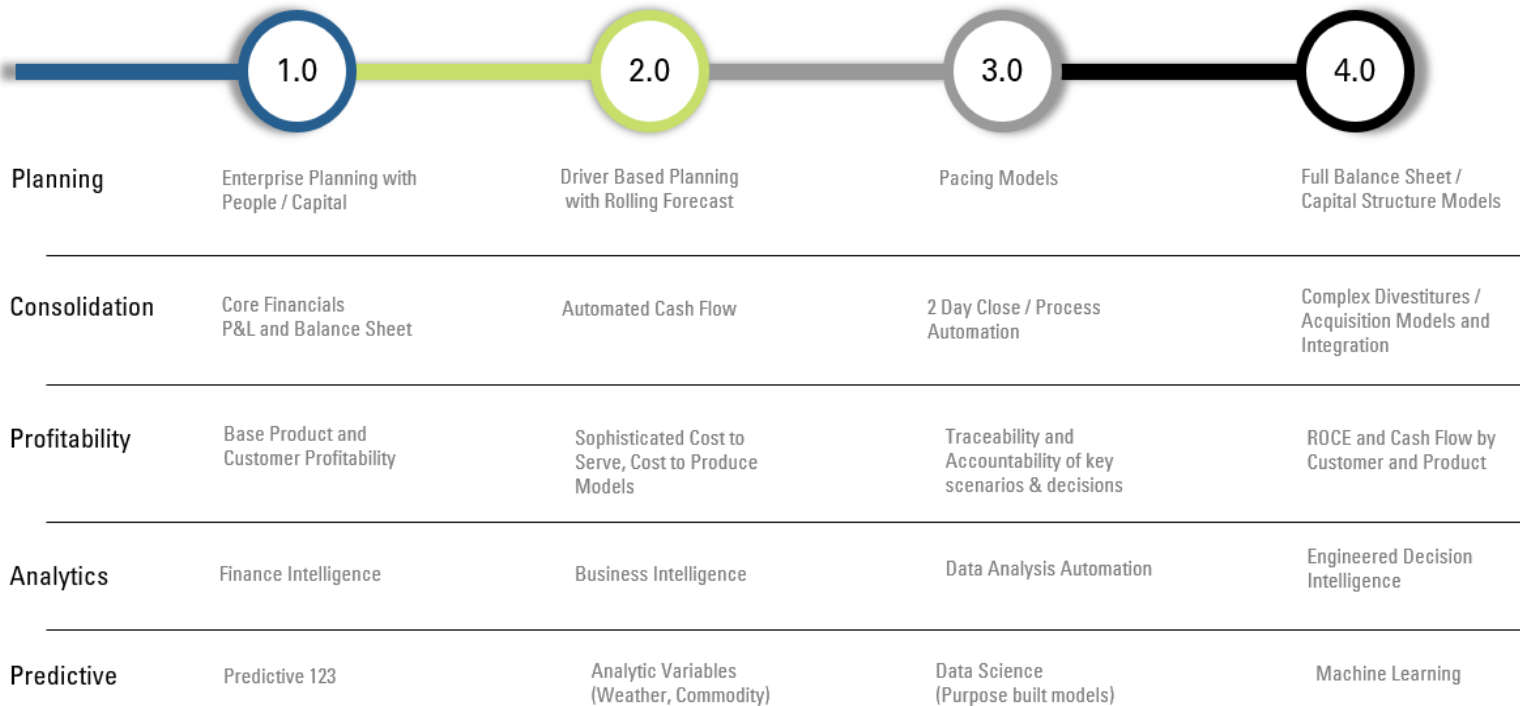 1.0
2.0
3.0
4.0
Planning
Enterprise Planning with
People / Capital
Driver Based Planning
with Rolling Forecast
Pacing Models
Full Balance Sheet /
Capital Structure Models
Consolidation
Core Financials
P&L and Balance Sheet
Automated Cash Flow
2 Day Close / Process
Automation
Complex Divestitures /
Acquisition Models and
Integration
Profitability
Base Product and
Customer Profitability
Sophisticated Cost to
Serve, Cost to Produce
Models
Traceability and
Accountability of key
scenarios & decisions
ROCE and Cash Flow by
Customer and Product
Analytics
Finance Intelligence
Business Intelligence
Data Analysis Automation
Engineered Decision
Intelligence
Predictive
Predictive 123
Analytic Variables
(Weather, Commodity)
Data Science
(Purpose built models)
Machine Learning